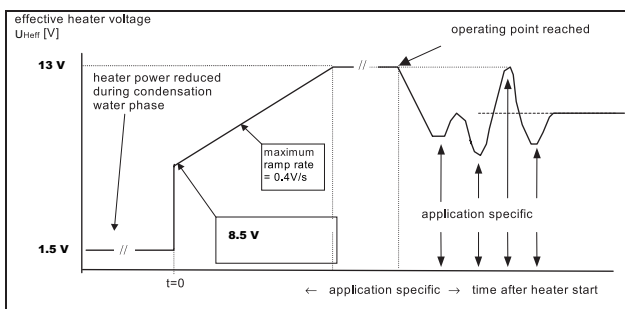 effective heater voltage
UHeff [V]
operating point reached
13 V
heater power reduced
during condensation
water phase
//
maximum
ramp rate
= 0.4V/s
8.5 V
application specific
1.5 V
//
t=0
← application specific → time after heater start